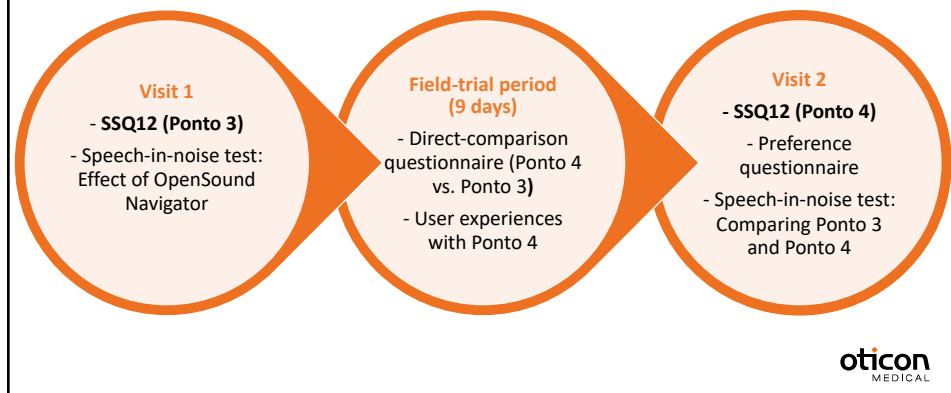 Visit 1
- SSQ12 (Ponto 3)
- Speech-in-noise test:
Effect of OpenSound
Navigator
Field-trial period
(9 days)
- Direct-comparison
questionnaire (Ponto 4
vs. Ponto 3)
- User experiences
with Ponto 4
Visit 2
- SSQ12 (Ponto 4)
- Preference
questionnaire
- Speech-in-noise test:
Comparing Ponto 3
and Ponto 4
oticon
MEDICAL